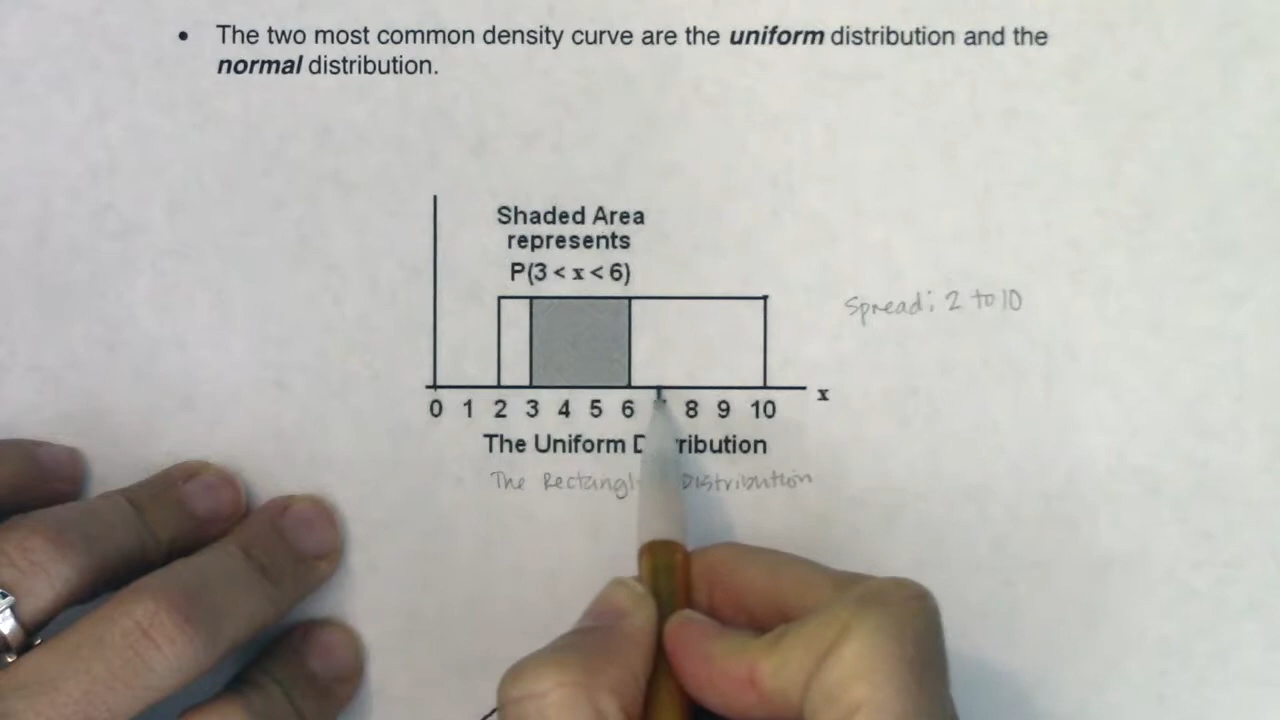 • The two most common density curve are the uniform distribution and the
normal distribution.
Shaded Area
represents
P(3 < x < 6)
Spread: 2 to 10
x
0 1 2 3 4 5 6 8 9 10
The Uniform D ribution
The Rectangl Distribution